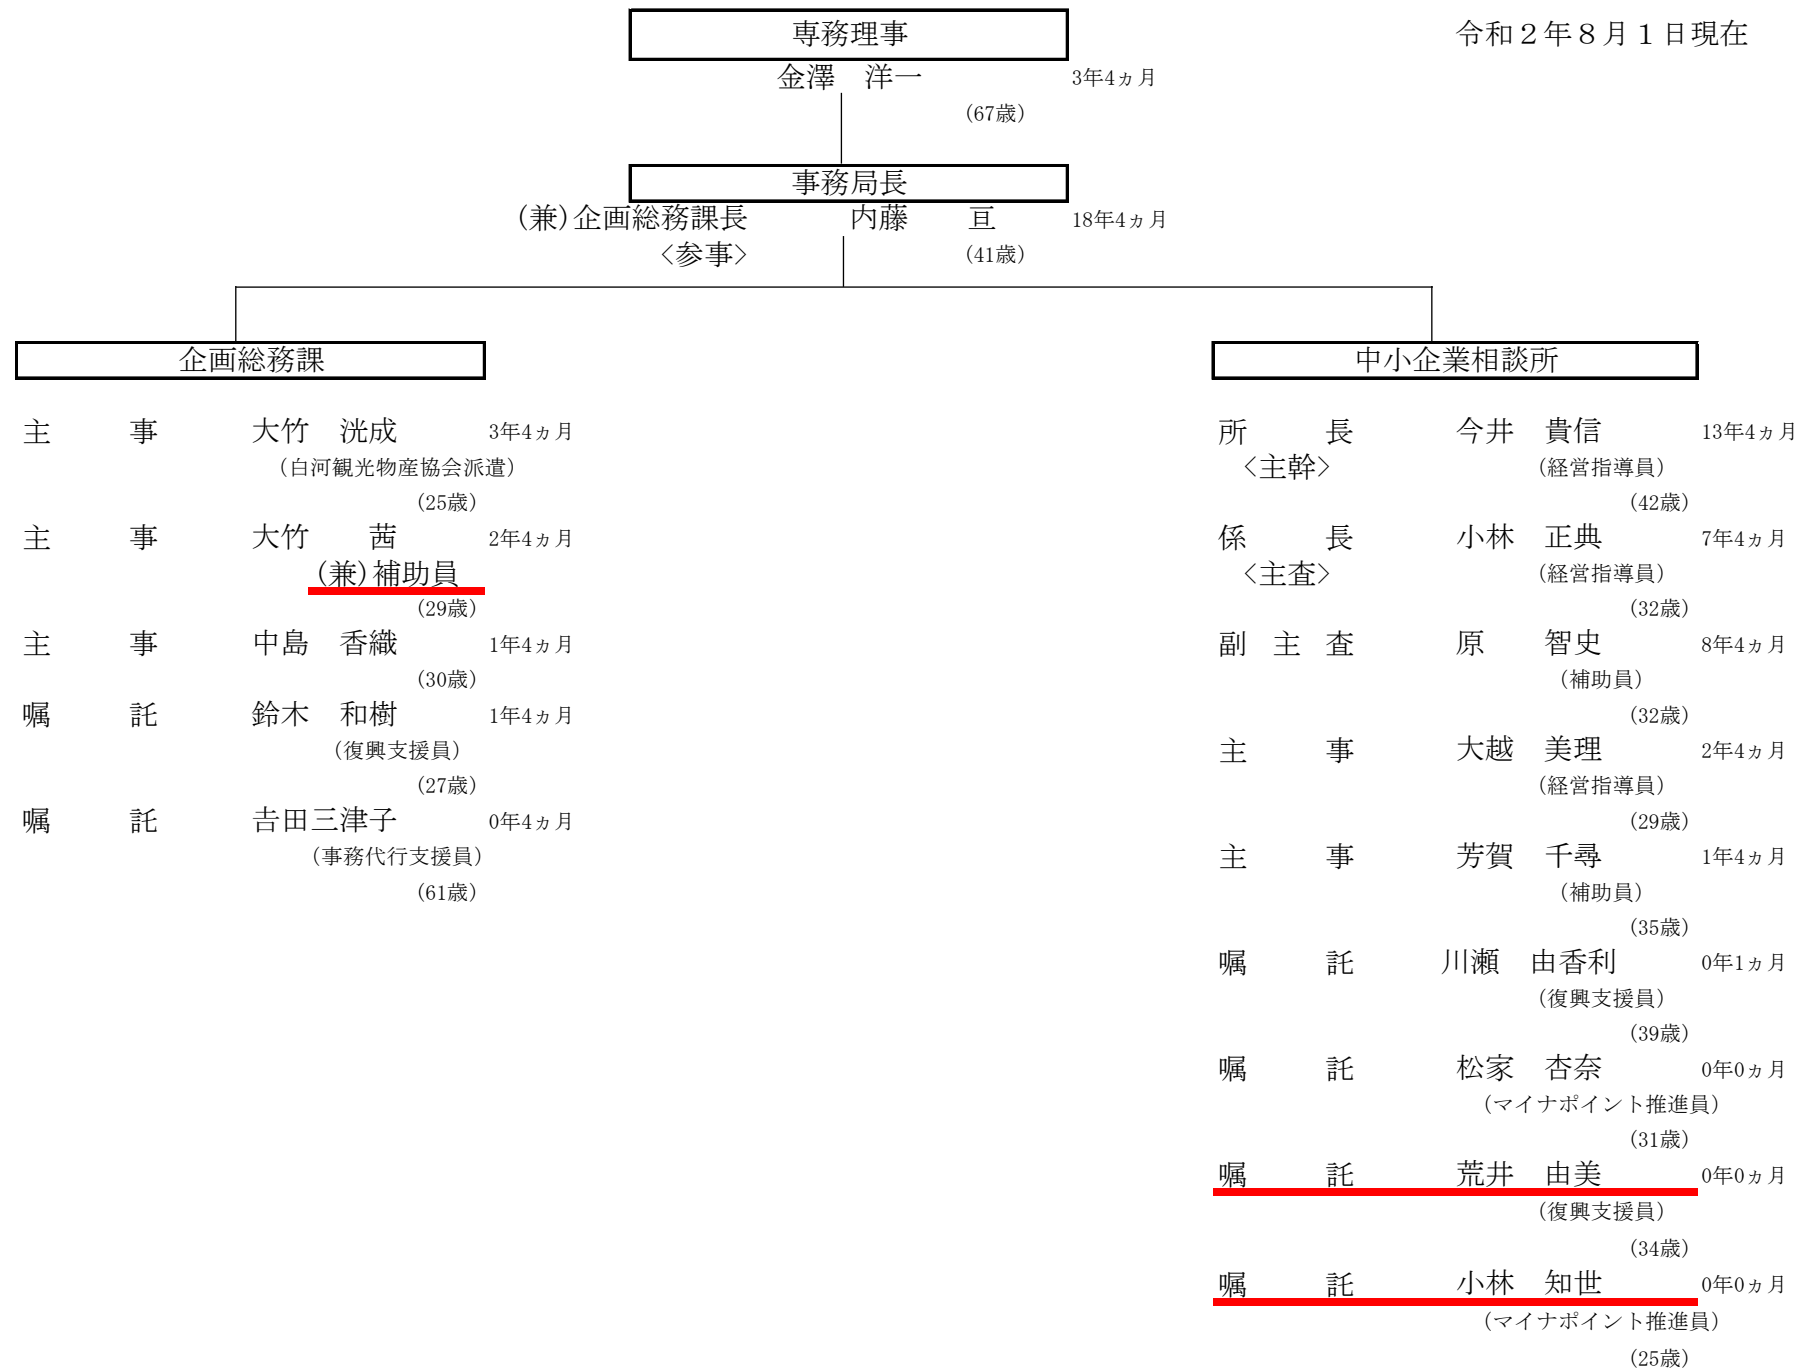 専務理事
令和２年８月１日現在
金澤　洋一 3年4ヵ月
(67歳)
事務局長
(兼)企画総務課長 内藤　　亘 18年4ヵ月
<参事> (41歳)
企画総務課
主　事 大竹　洸成 3年4ヵ月
(白河観光物産協会派遣)
(25歳)
主　事 大竹　　茜 2年4ヵ月
(兼)補助員
(29歳)
主　事 中島　香織 1年4ヵ月
(30歳)
嘱　託 鈴木　和樹 1年4ヵ月
(復興支援員)
(27歳)
嘱　託 𠮷田三津子 0年4ヵ月
(事務代行支援員)
(61歳)
中小企業相談所
所　長 今井　貴信 13年4ヵ月
<主幹> (経営指導員)
(42歳)
係　長 小林　正典 7年4ヵ月
<主査> (経営指導員)
(32歳)
副主査 原　　智史 8年4ヵ月
(補助員)
(32歳)
主　事 大越　美理 2年4ヵ月
(経営指導員)
(29歳)
主　事 芳賀　千尋 1年4ヵ月
(補助員)
(35歳)
嘱　託 川瀬　由香利 0年1ヵ月
(復興支援員)
(39歳)
嘱　託 松家　杏奈 0年0ヵ月
(マイナポイント推進員)
(31歳)
嘱　託 荒井　由美 0年0ヵ月
(復興支援員)
(34歳)
嘱　託 小林　知世 0年0ヵ月
(マイナポイント推進員)
(25歳)